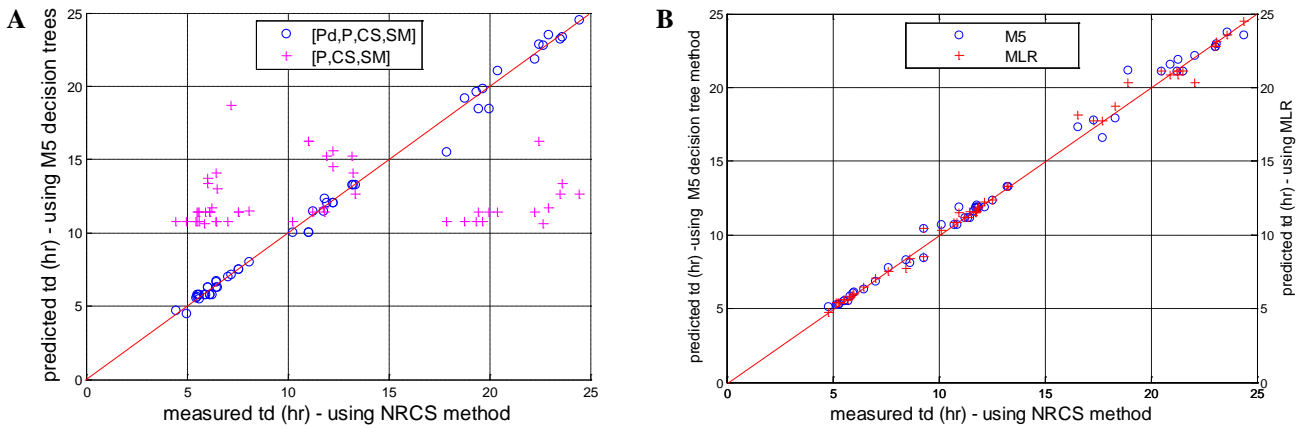 A
predicted td (hr) - using M5 decision trees
25
20
15
10
5
0
[Pd,P,CS,SM]
[P,CS,SM]
0 5 10 15 20 25
measured td (hr) - using NRCS method
B
predicted td (hr) -using M5 decision tree method
25
20
15
10
5
0
M5
MLR
0 5 10 15 20 25
measured td (hr) - using NRCS method
25
20
15
10
5
0
predicted td (hr) - using MLR